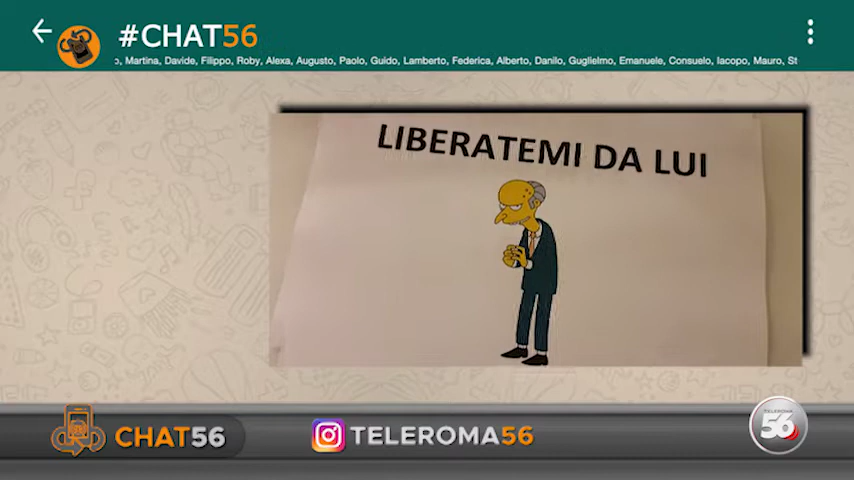 #CHAT56
o, Martina, Davide, Filippo, Roby, Alexa, Augusto, Paolo, Guido, Lamberto, Federica, Alberto, Danilo, Guglielmo, Emanuele, Consuelo, Iacopo, Mauro, St
LIBERATEMI DA LUI
CHAT56
TELEROMA56
TELEROMA
56